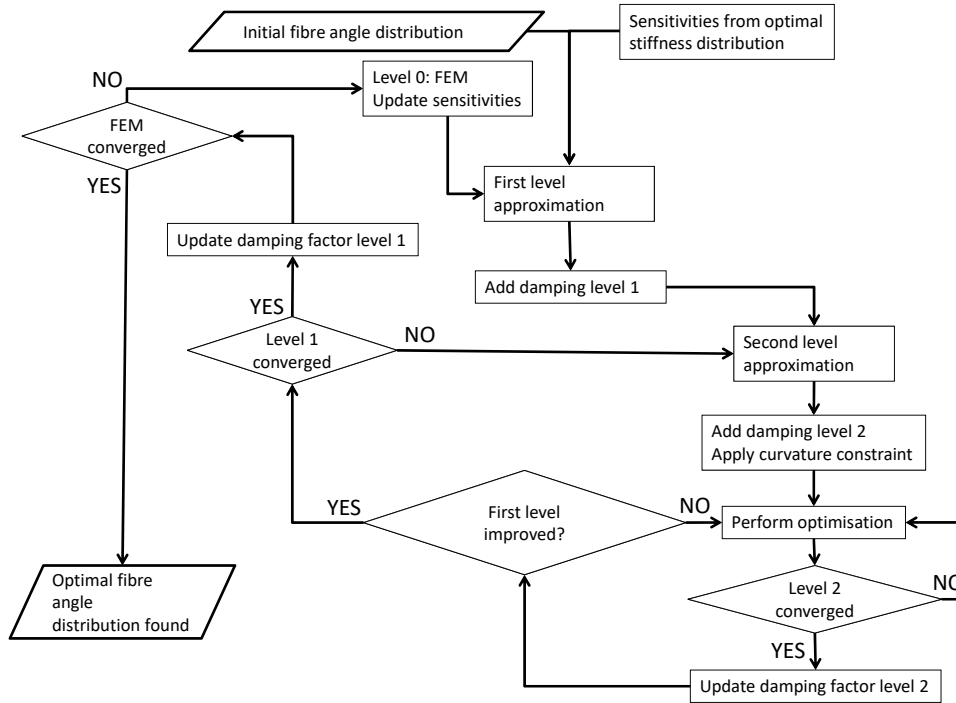 Initial fibre angle distribution
Sensitivities from optimal
stiffness distribution
NO
Level 0: FEM
Update sensitivities
FEM
converged
YES
First level
approximation
Update damping factor level 1
Add damping level 1
YES
Level 1
converged
NO
Second level
approximation
Add damping level 2
Apply curvature constraint
YES
First level
improved?
NO
Perform optimisation
Optimal fibre
angle
distribution found
Level 2
converged
NO
YES
Update damping factor level 2